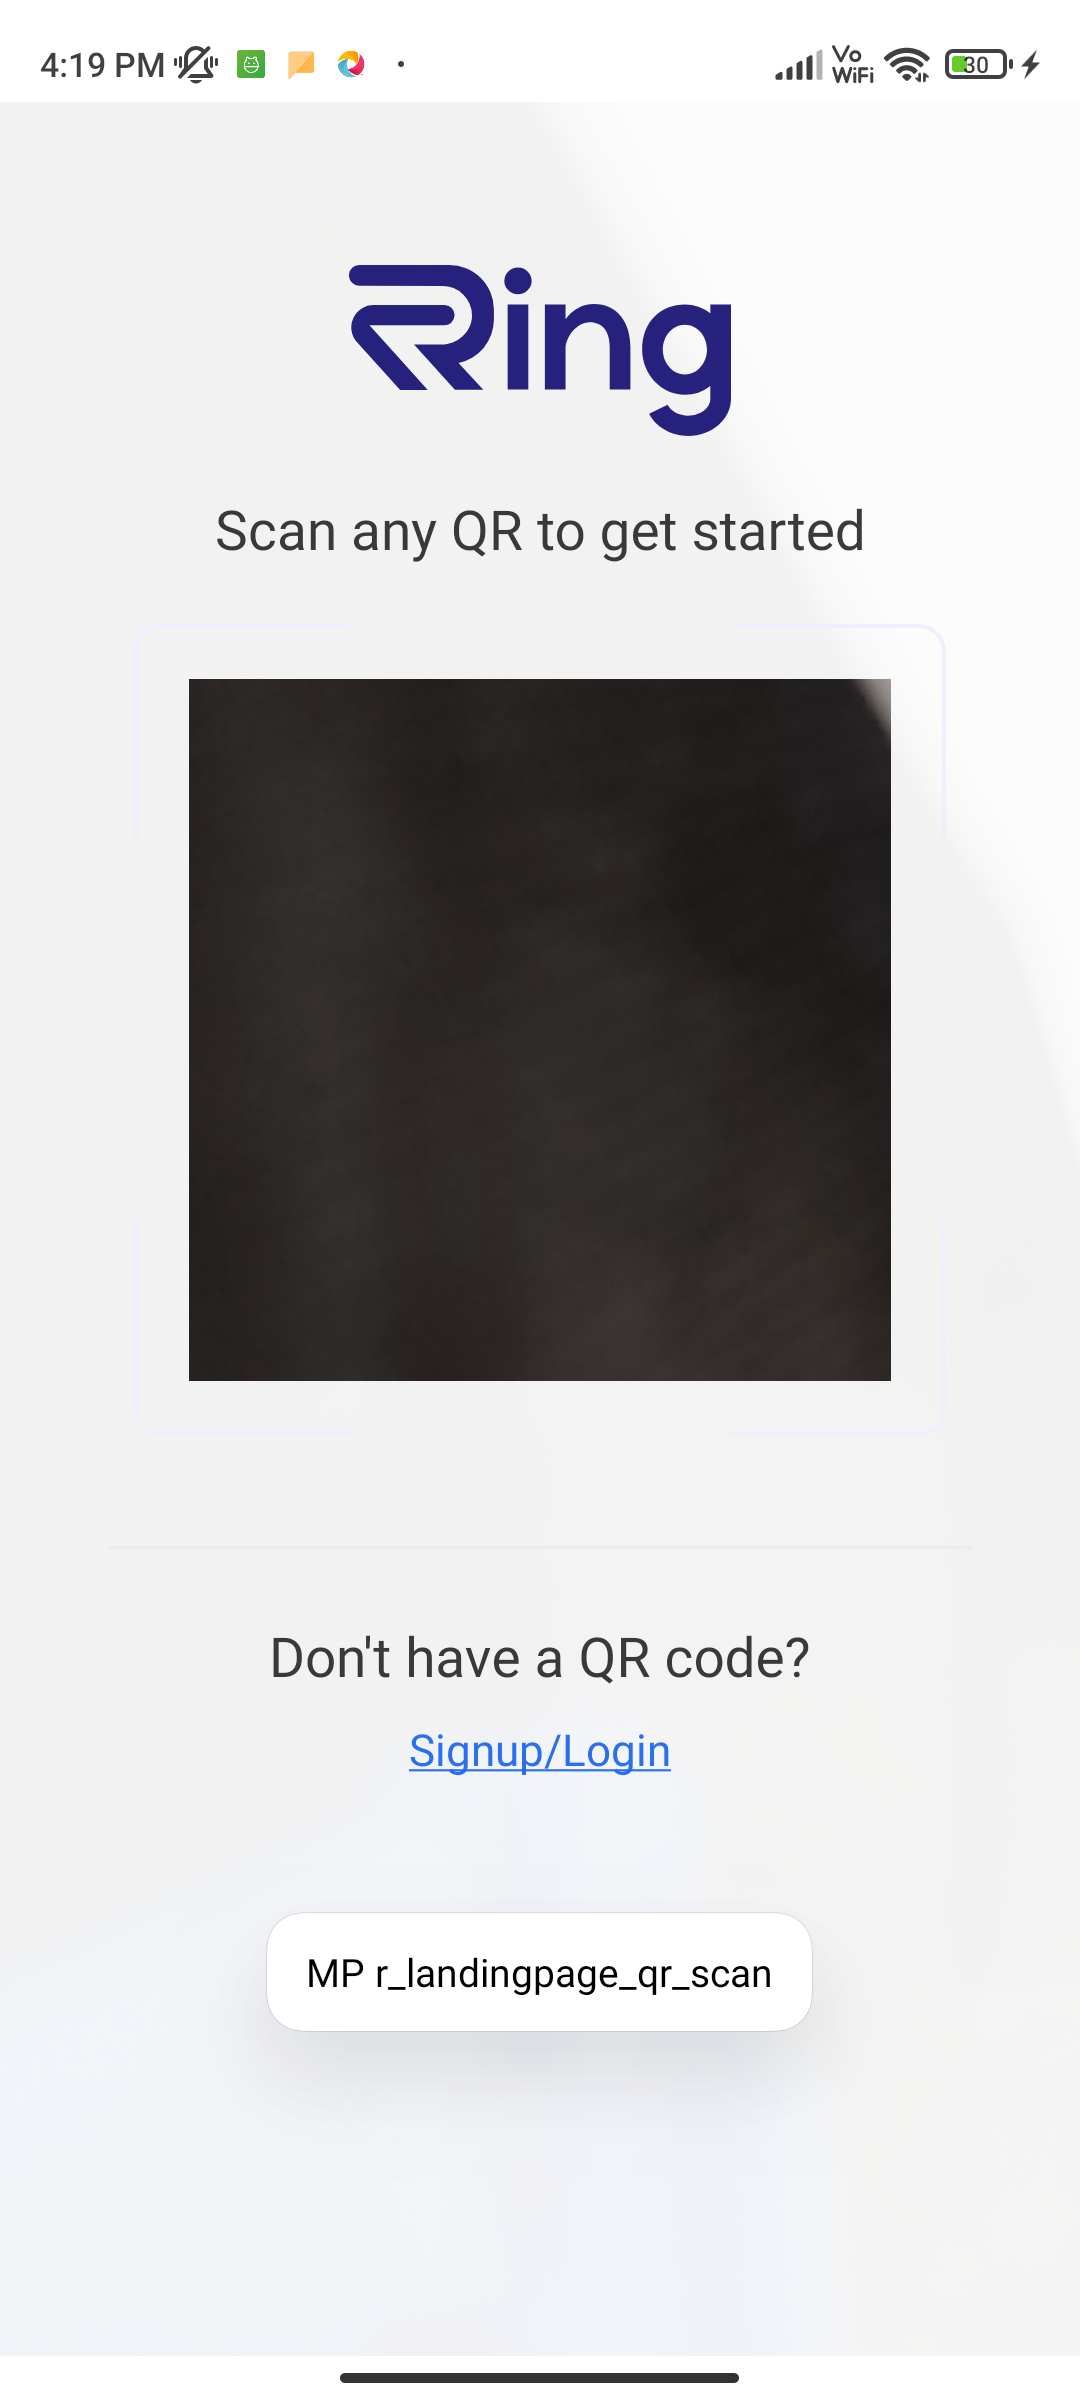 4:19 PM
Vo
WiFi
30
Ring
Scan any QR to get started
Don't have a QR code?
Signup/Login
MP r_landingpage_qr_scan